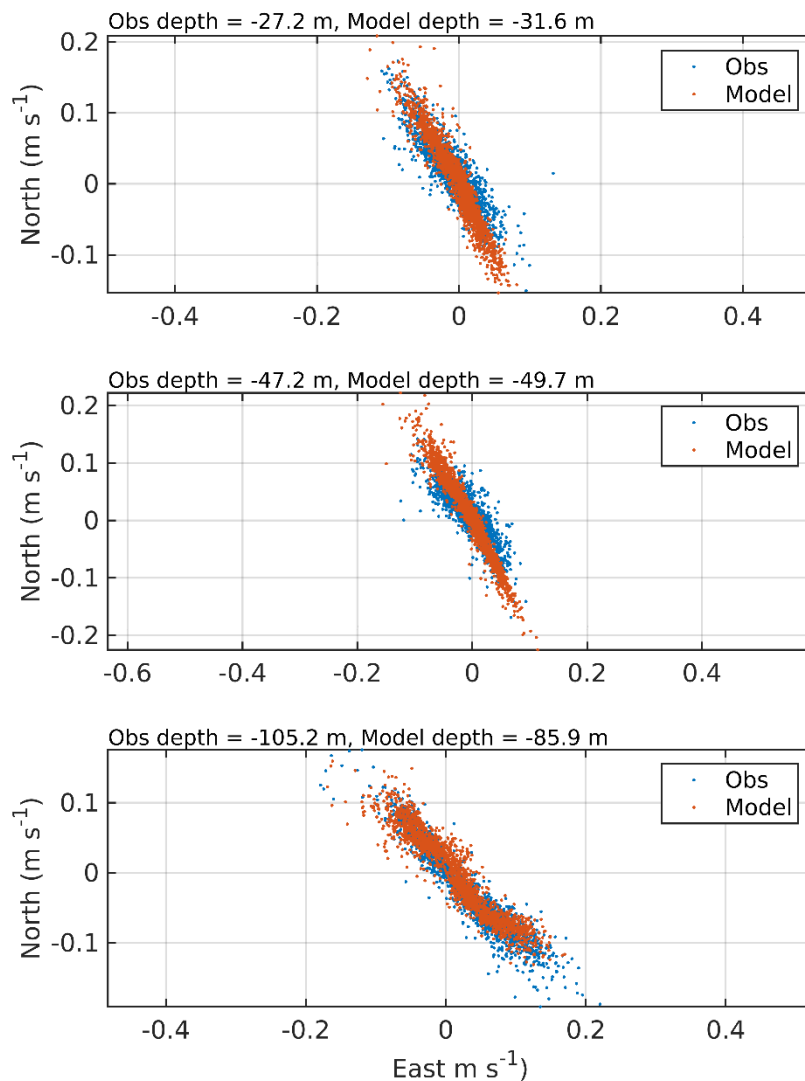 Obs depth = -27.2 m, Model depth = -31.6 m
0.2
0.1
0
-0.1
North (m s-1)
Obs
Model
-0.4
-0.2
0
0.2
0.4
Obs depth = -47.2 m, Model depth = -49.7 m
0.2
0.1
0
-0.1
-0.2
North (m s-1)
Obs
Model
-0.6
-0.4
-0.2
0
0.2
0.4
Obs depth = -105.2 m, Model depth = -85.9 m
0.1
0
-0.1
North (m s-1)
Obs
Model
-0.4
-0.2
0
0.2
0.4
East m s-1)